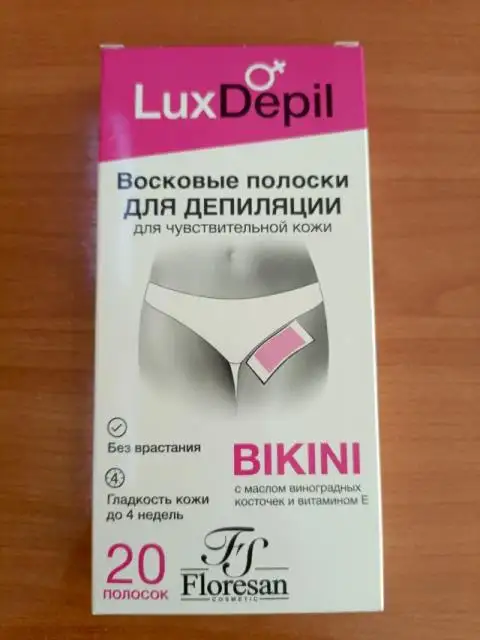 LuxDepil
Восковые полоски
ДЛЯ ДЕПИЛЯЦИИ
для чувствительной кожи
Без врастания
4
Гладкость кожи
до 4 недель
BIKINI
с маслом виноградных
косточек и витамином Е
20
ПОЛОСОК
FS
Floresan
COSMETIC